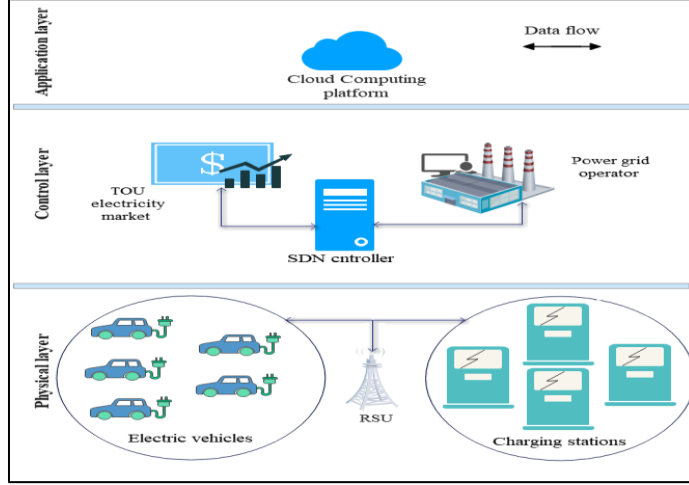 Application layer
Data flow
Cloud Computing
platform
Control layer
$
TOU
electricity
market
SDN cntroller
Power grid
operator
Physical layer
Electric vehicles
RSU
Charging stations